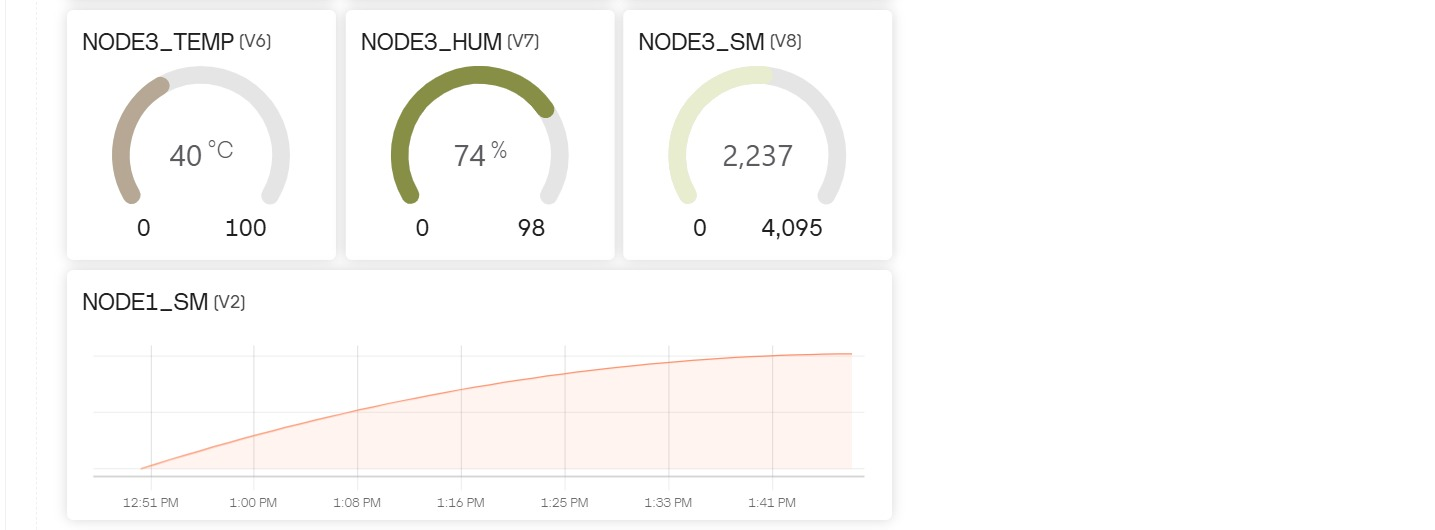 NODE3_TEMP (V6)
NODE3_HUM (V7)
NODE3_SM (V8)
40 °C
74 %
2,237
0 100
0 98
0 4,095
NODE1_SM (V2)
12:51 PM 1:00 PM 1:08 PM 1:16 PM 1:25 PM 1:33 PM 1:41 PM